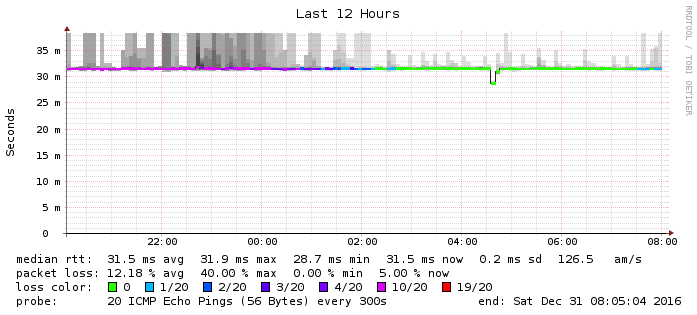 Last 12 Hours
RRDTOOL / TOBI OETIKER
Seconds
35 m
30 m
25 m
20 m
15 m
10 m
5 m
0
22:00 00:00 02:00 04:00 06:00 08:00
median rtt: 31.5 ms avg 31.9 ms max 28.7 ms min 31.5 ms now 0.2 ms sd 126.5 am/s
packet loss: 12.18 % avg 40.00 % max 0.00 % min 5.00 % now
loss color: 0 1/20 2/20 3/20 4/20 10/20 19/20
probe: 20 ICMP Echo Pings (56 Bytes) every 300s end: Sat Dec 31 08:05:04 2016